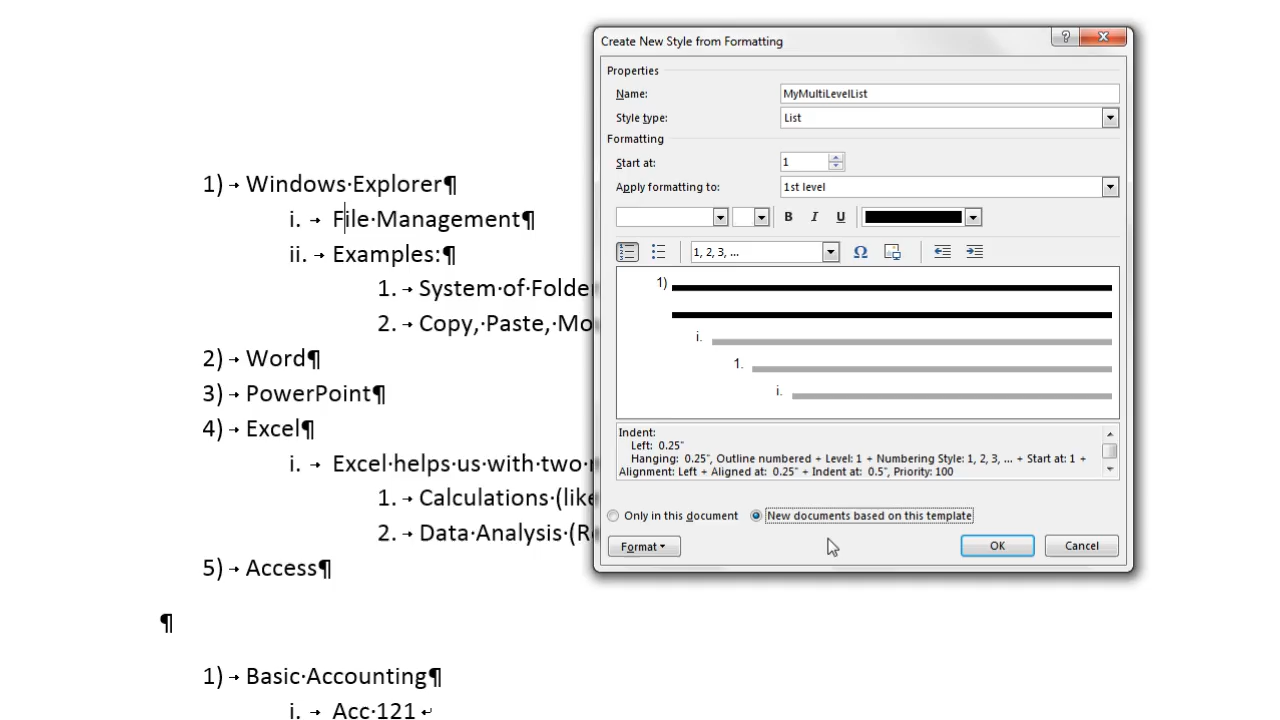 Create New Style from Formatting
Properties
Name: MyMultiLevelList
Style type: List
Formatting
Start at: 1
Apply formatting to: 1st level
B I U
1, 2, 3, ... Ω
1)
i.
1.
i.
Indent:
Left: 0.25"
Hanging: 0.25", Outline numbered + Level: 1 + Numbering Style: 1, 2, 3, ... + Start at: 1 +
Alignment: Left + Aligned at: 0.25" + Indent at: 0.5", Priority: 100
Only in this document New documents based on this template
Format OK Cancel
1)→Windows·Explorer¶
i.→File·Management¶
ii.→Examples:¶
1.→System·of·Folder
2.→Copy,·Paste,·Mo
2)→Word¶
3)→PowerPoint¶
4)→Excel¶
i.→Excel·helps·us·with·two·
1.→Calculations·(like
2.→Data·Analysis·(Re
5)→Access¶
¶
1)→Basic·Accounting¶
i.→Acc·121↵